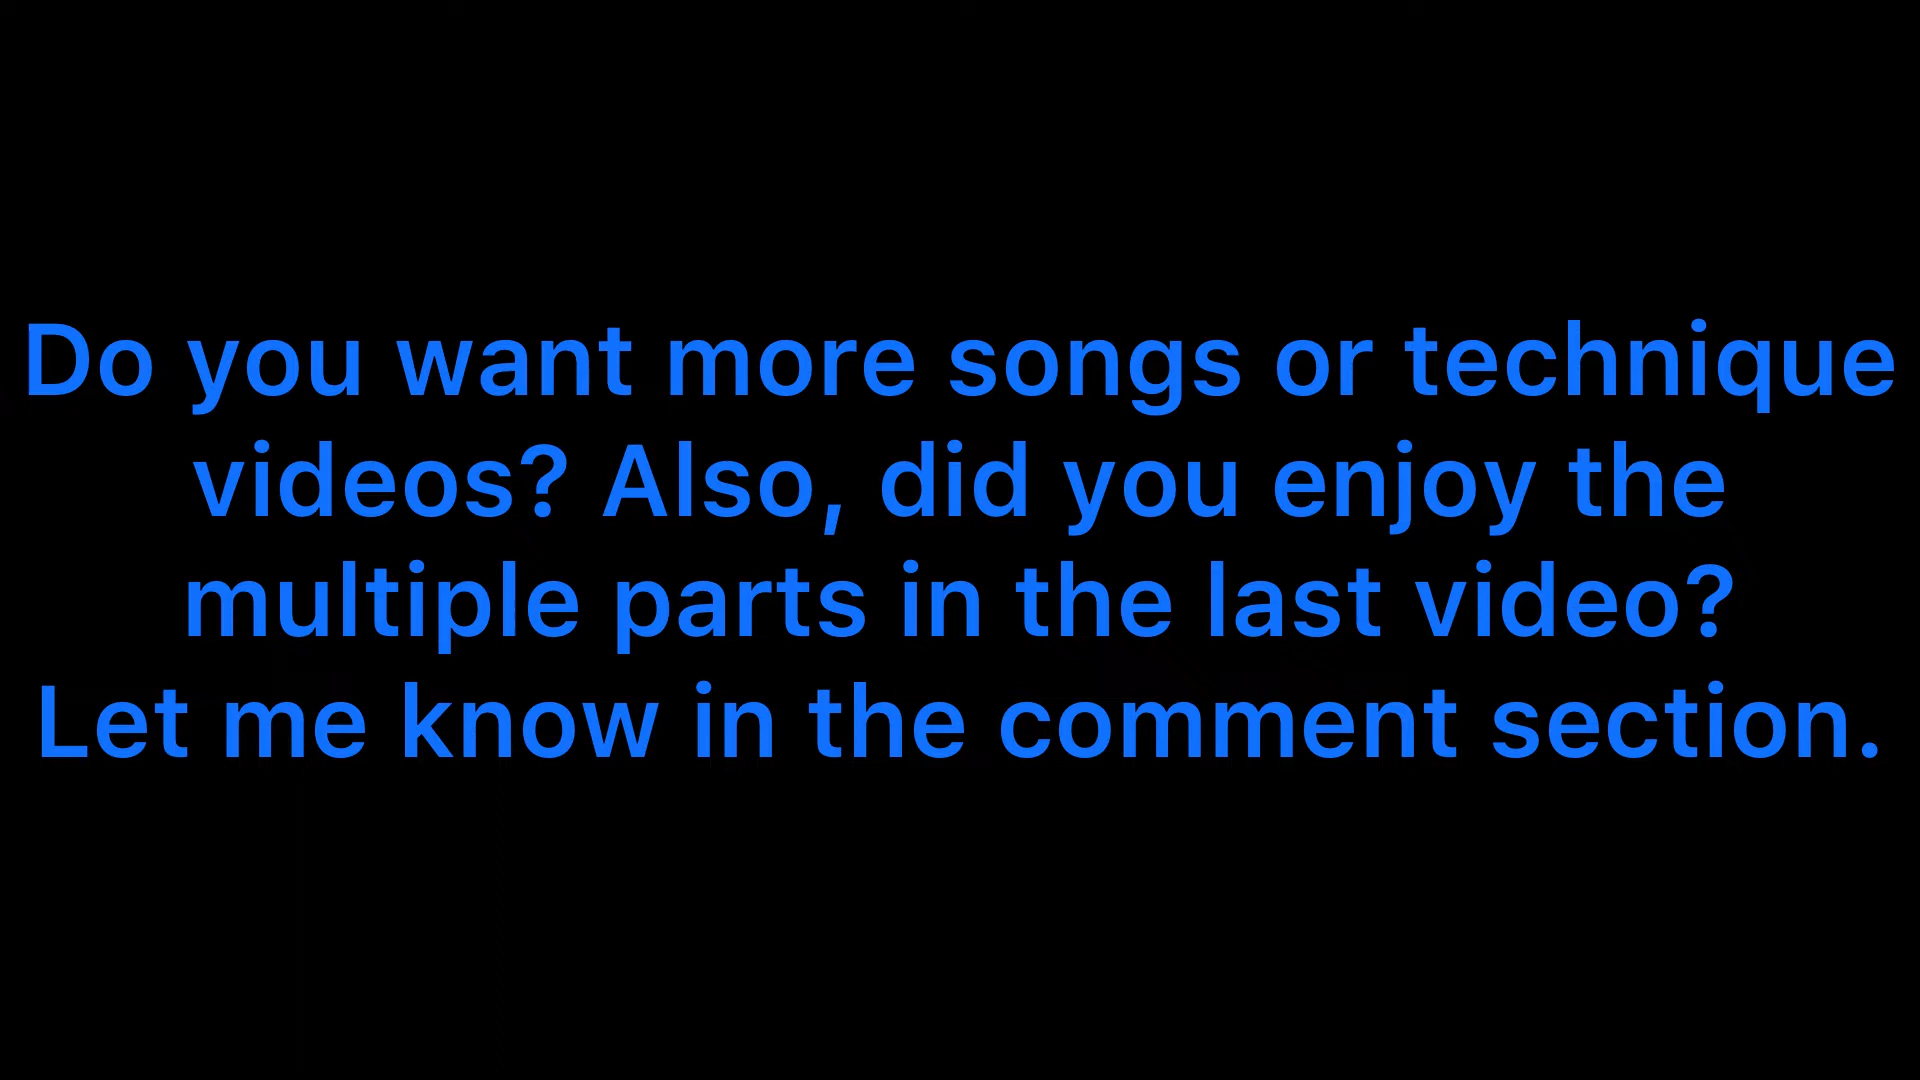 Do you want more songs or technique
videos? Also, did you enjoy the
multiple parts in the last video?
Let me know in the comment section.